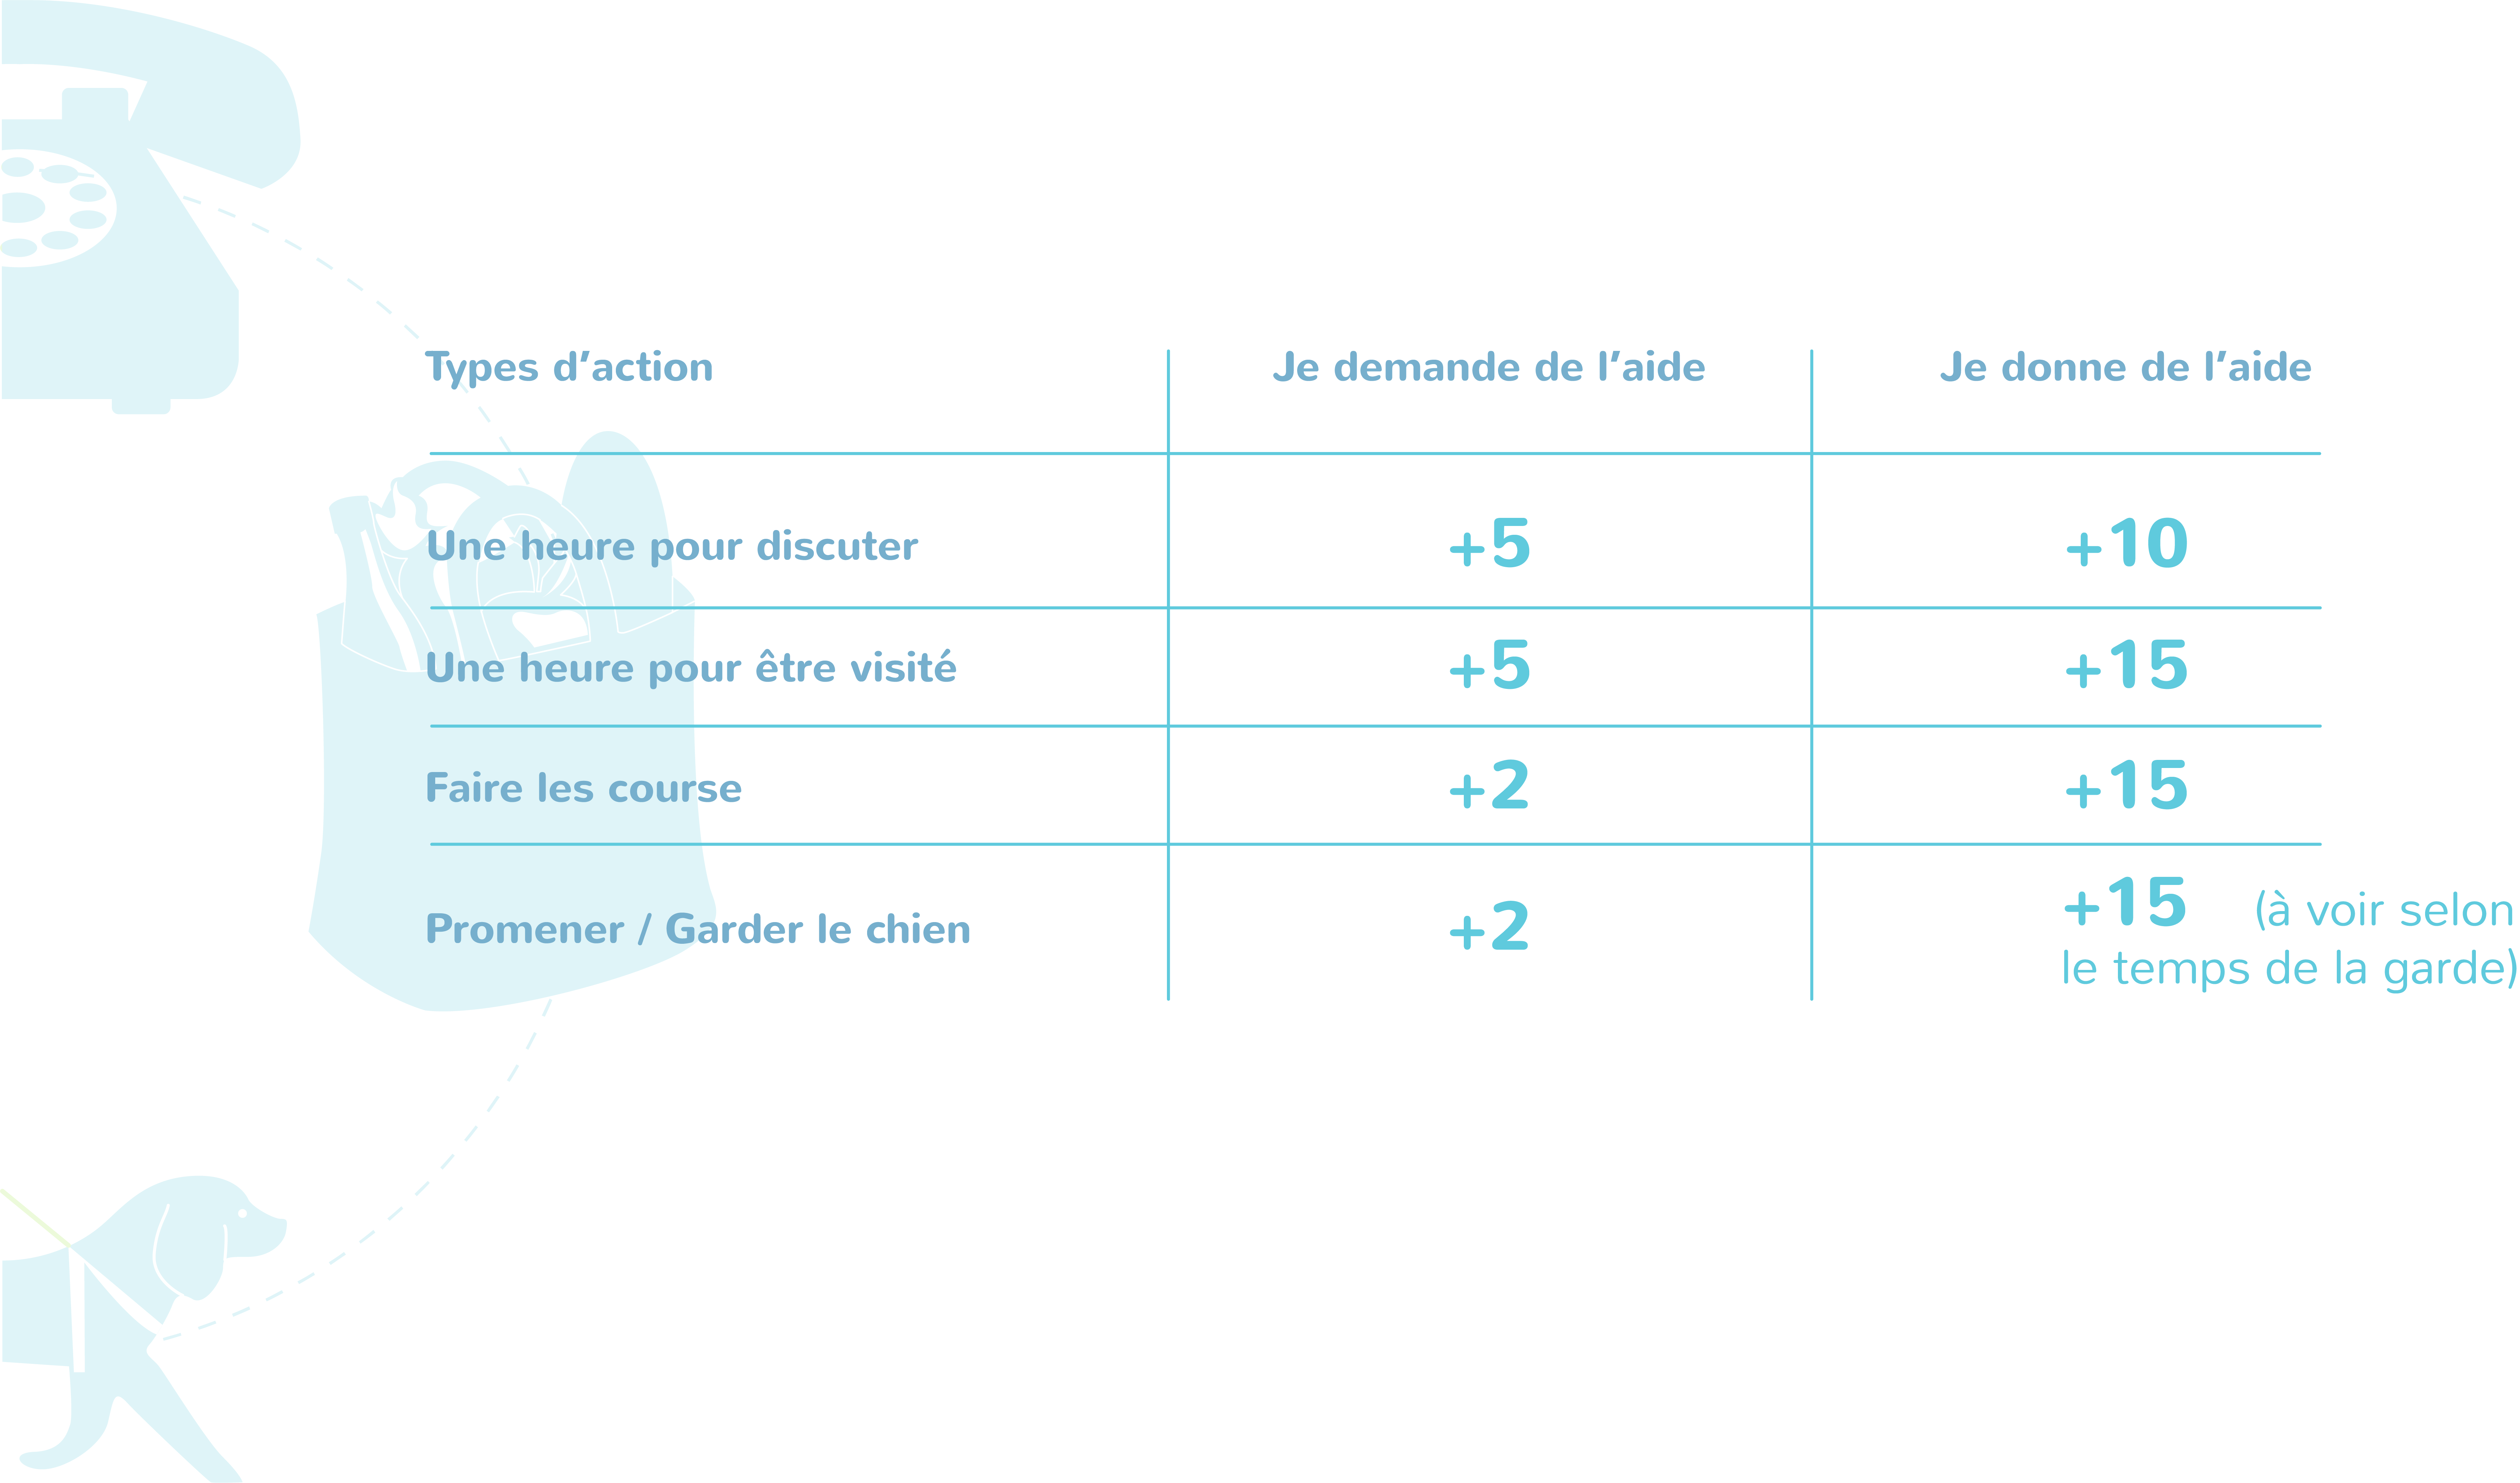 Types d’action Je demande de l’aide Je donne de l’aide
Une heure pour discuter +5 +10
Une heure pour être visité +5 +15
Faire les course +2 +15
Promener / Garder le chien +2 +15 (à voir selon
le temps de la garde)